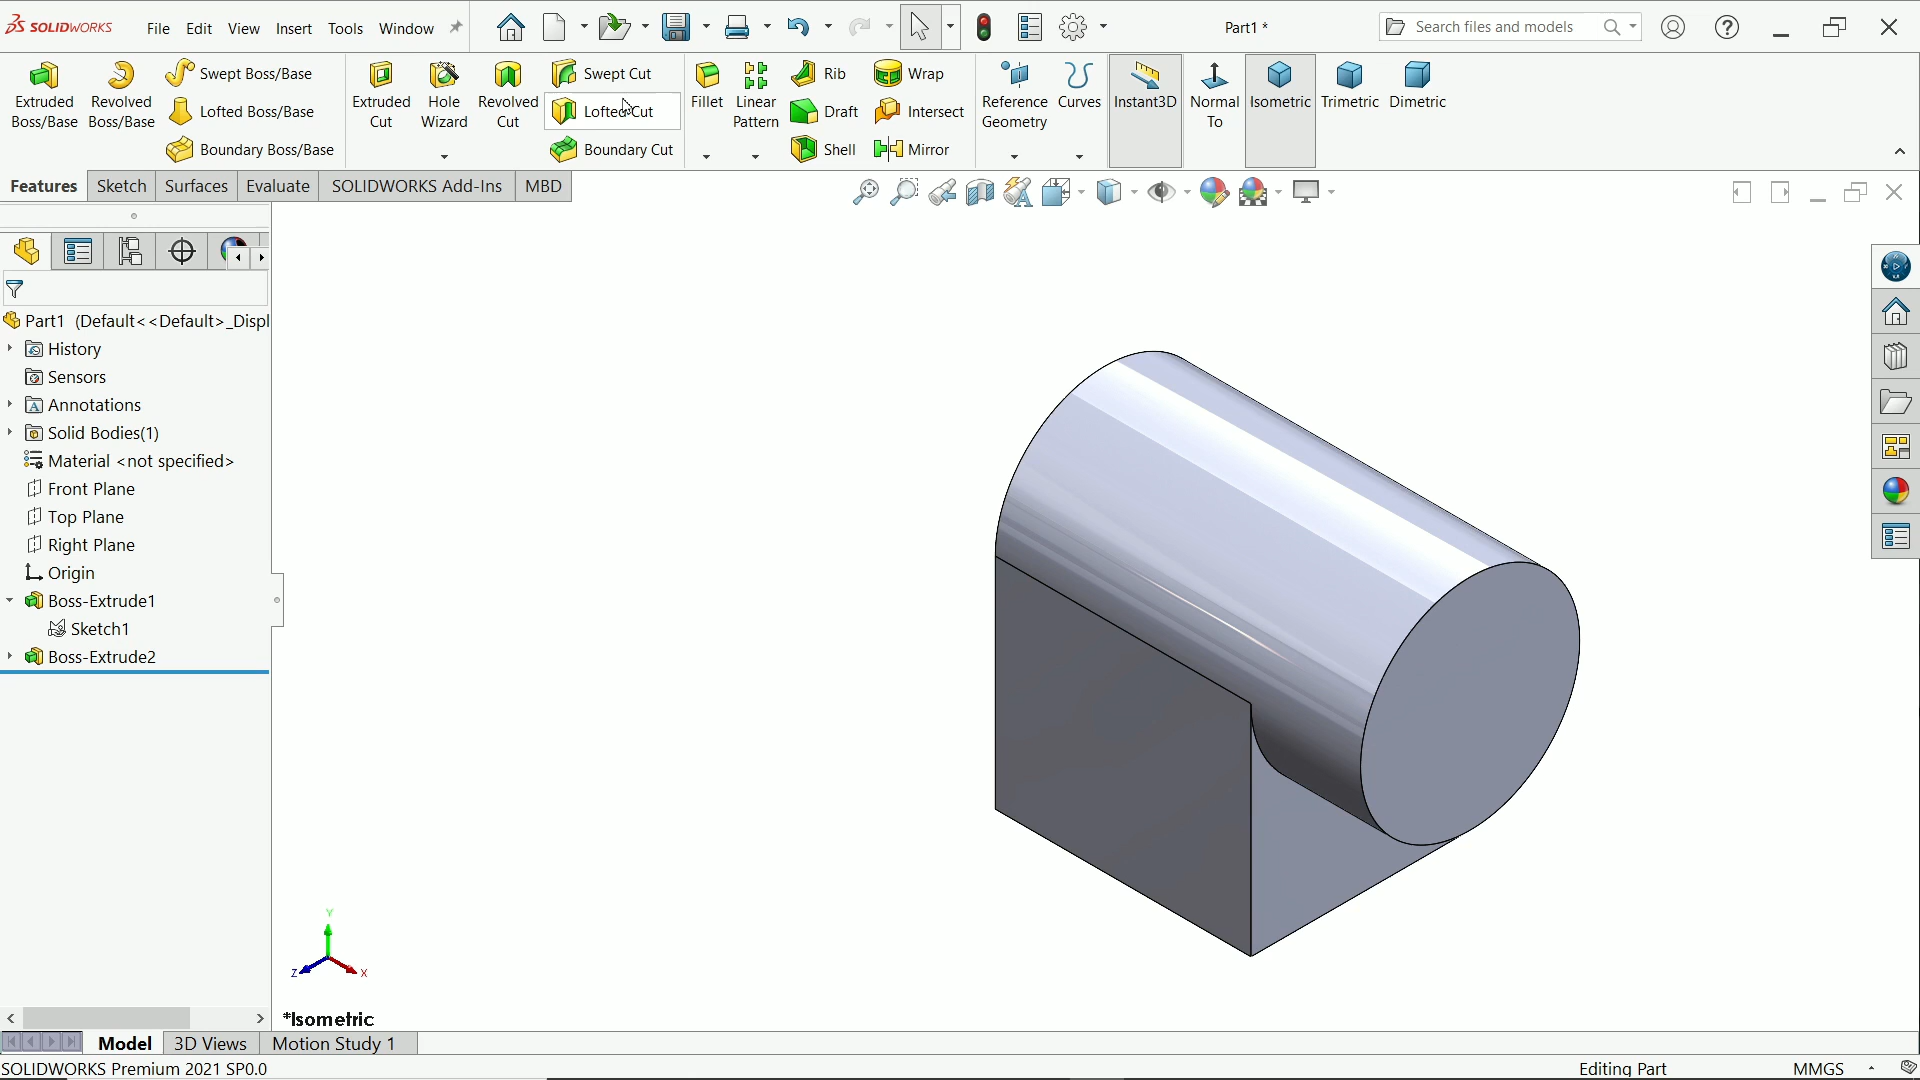 SOLIDWORKS File Edit View Insert Tools Window
Part1 *
Search files and models
Extruded Boss/Base
Revolved Boss/Base
Swept Boss/Base
Lofted Boss/Base
Boundary Boss/Base
Extruded Cut
Hole Wizard
Revolved Cut
Swept Cut
Lofted Cut
Boundary Cut
Fillet
Linear Pattern
Rib
Draft
Shell
Wrap
Intersect
Mirror
Reference Geometry
Curves
Instant3D
Normal To
Isometric
Trimetric
Dimetric
Features Sketch Surfaces Evaluate SOLIDWORKS Add-Ins MBD
Part1 (Default<<Default>_Displ
History
Sensors
Annotations
Solid Bodies(1)
Material <not specified>
Front Plane
Top Plane
Right Plane
Origin
Boss-Extrude1
Sketch1
Boss-Extrude2
Y
Z X
*Isometric
Model 3D Views Motion Study 1
SOLIDWORKS Premium 2021 SP0.0 Editing Part MMGS